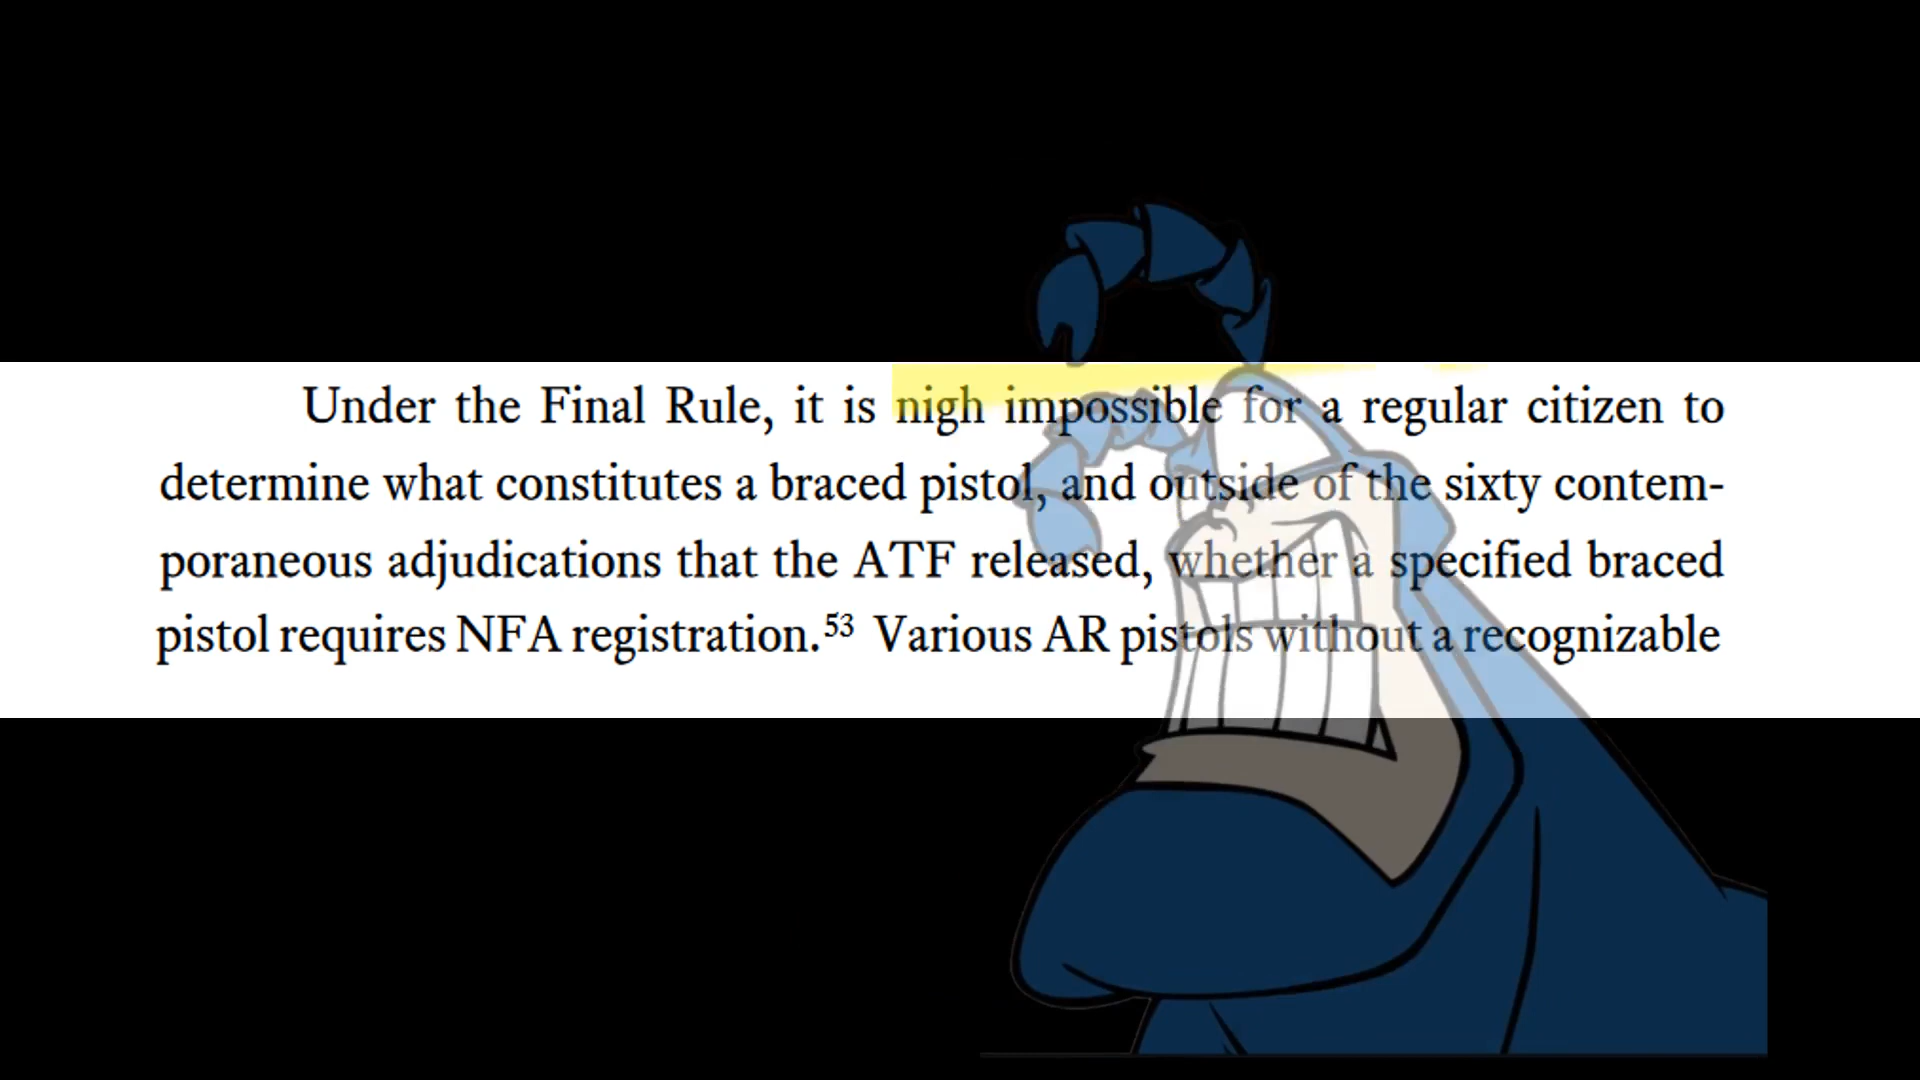 Under the Final Rule, it is nigh impossible for a regular citizen to
determine what constitutes a braced pistol, and outside of the sixty contem-
poraneous adjudications that the ATF released, whether a specified braced
pistol requires NFA registration.53 Various AR pistols without a recognizable